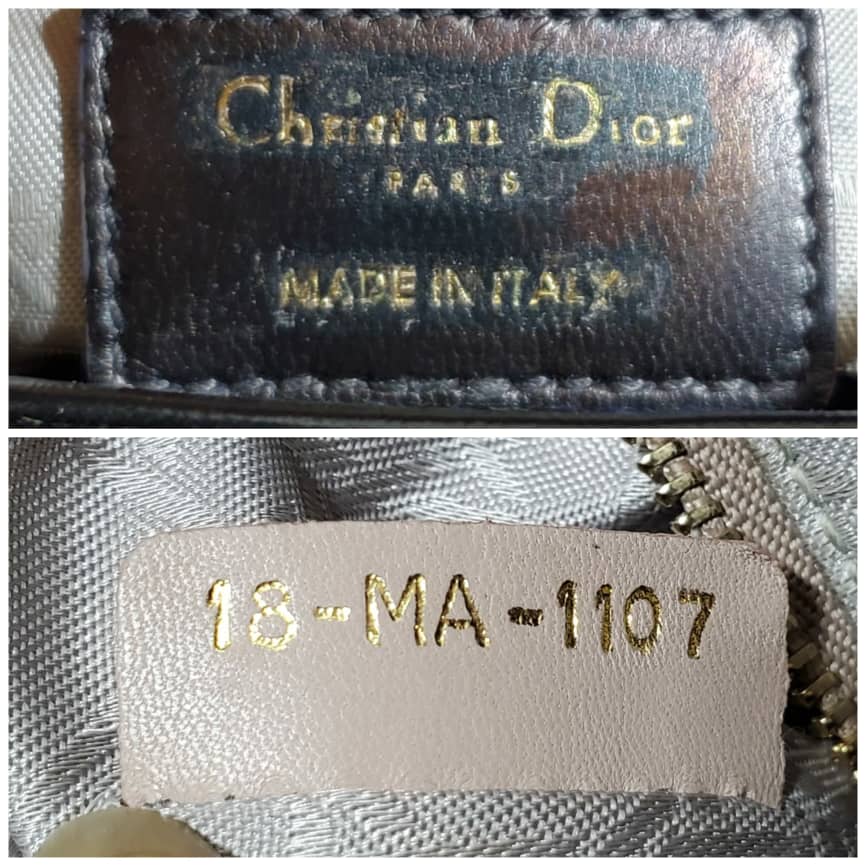 Christian Dior
PARIS
MADE IN ITALY
18-MA-1107